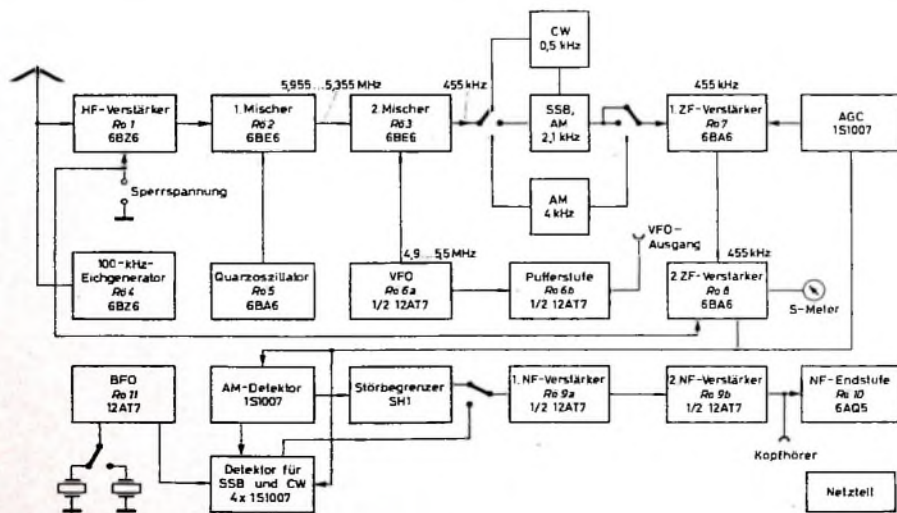 HF-Verstärker
Rö 1
6BZ6
5,955...5,355 MHz
1. Mischer
Rö 2
6BE6
2. Mischer
Rö 3
6BE6
455 kHz
CW
0,5 kHz
SSB,
AM
2,1 kHz
AM
4 kHz
455 kHz
1. ZF-Verstärker
Rö 7
6BA6
AGC
1S1007
Sperrspannung
100-kHz-
Eichgenerator
Rö 4
6BZ6
Quarzoszillator
Rö 5
6BA6
4,9...5,5 MHz
VFO
Rö 6a
1/2 12AT7
Pufferstufe
Rö 6b
1/2 12AT7
VFO-
Ausgang
455 kHz
2. ZF-Verstärker
Rö 8
6BA6
S-Meter
BFO
Rö 11
12AT7
AM-Detektor
1S1007
Störbegrenzer
SH1
1. NF-Verstärker
Rö 9a
1/2 12AT7
2. NF-Verstärker
Rö 9b
1/2 12AT7
NF-Endstufe
Rö 10
6AQ5
Detektor für
SSB und CW
4 x 1S1007
Kopfhörer
Netzteil